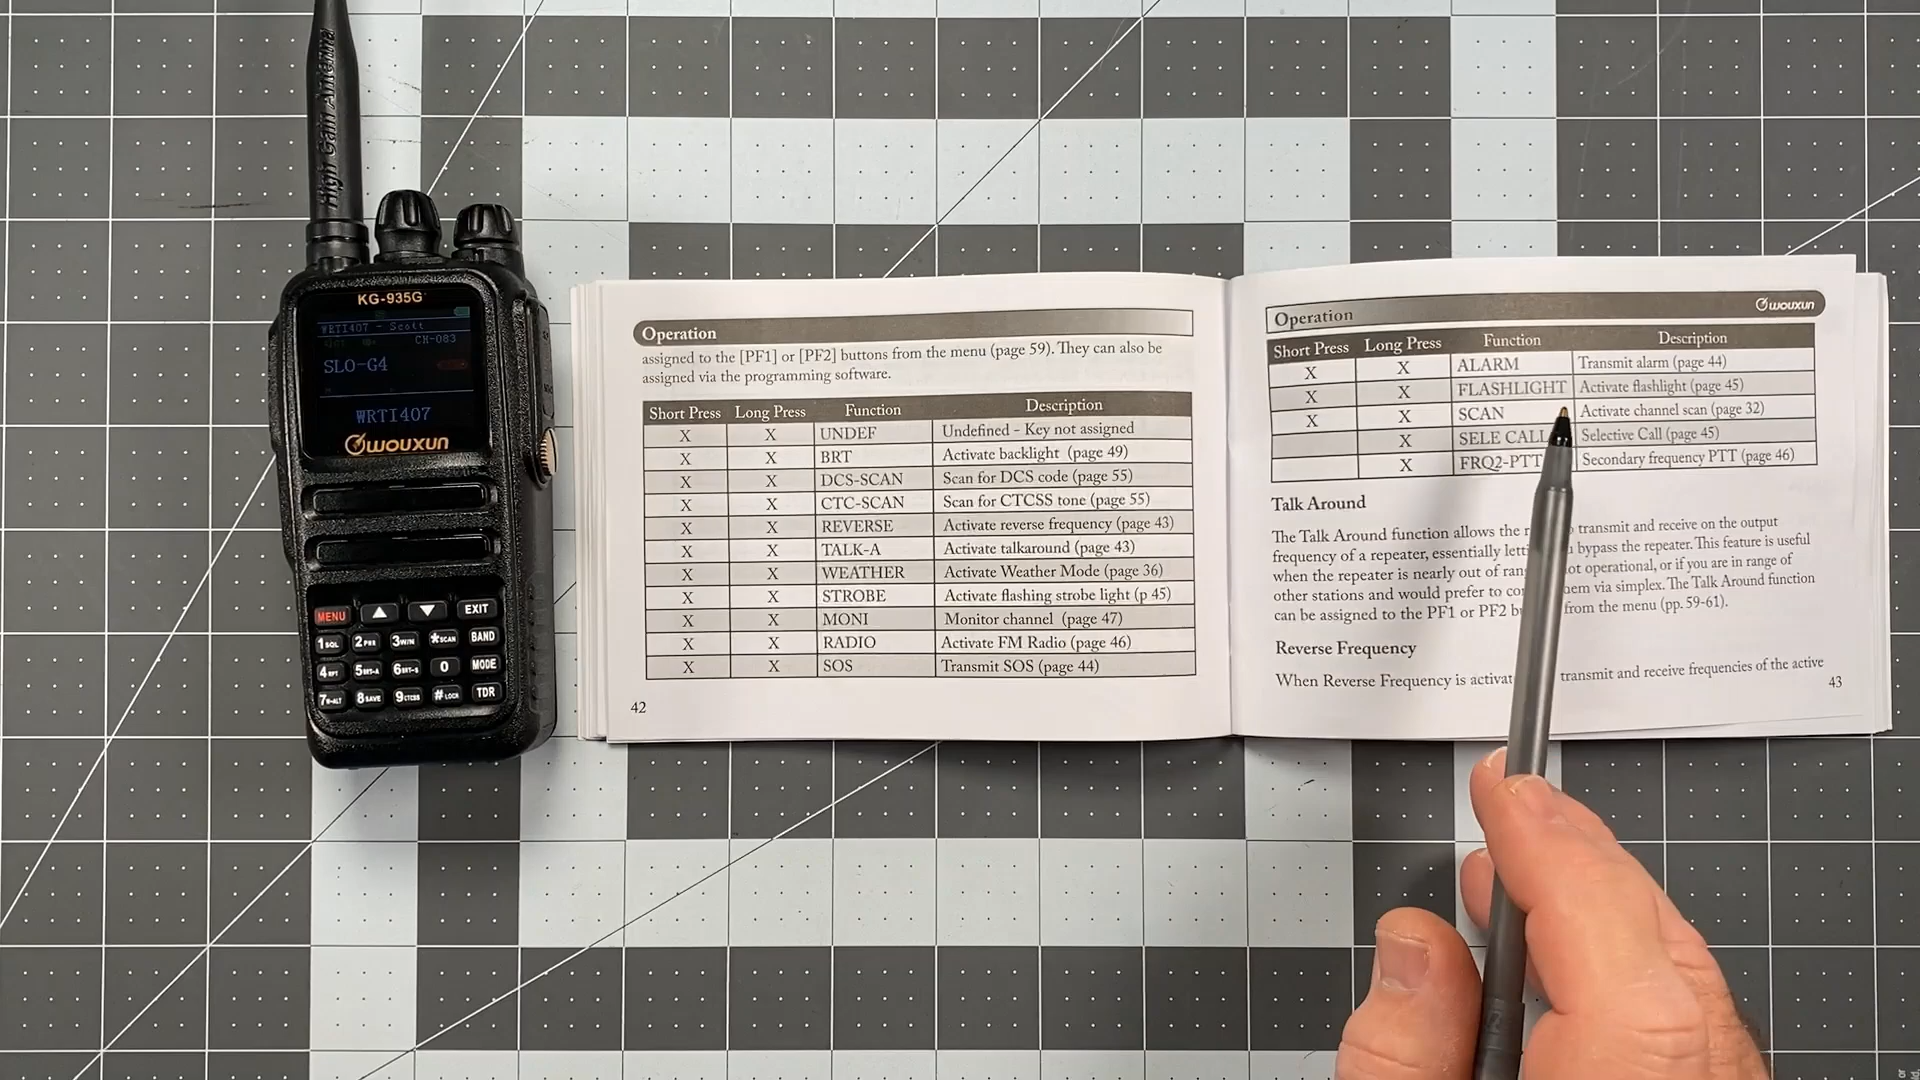 High Gain Antenna
KG-935G
WRTI407 - Scott
CH-083
SLO-G4
WRTI407
WOUXUN
MENU ▲ ▼ EXIT
1SQL 2PRI 3W/N *SCAN BAND
4RPT 5SFT-A 6SFT-S 0 MODE
7 8SAVE 9CTCSS #LOCK TDR
Operation
assigned to the [PF1] or [PF2] buttons from the menu (page 59). They can also be
assigned via the programming software.
Short Press Long Press Function Description
X X UNDEF Undefined - Key not assigned
X X BRT Activate backlight (page 49)
X X DCS-SCAN Scan for DCS code (page 55)
X X CTC-SCAN Scan for CTCSS tone (page 55)
X X REVERSE Activate reverse frequency (page 43)
X X TALK-A Activate talkaround (page 43)
X X WEATHER Activate Weather Mode (page 36)
X X STROBE Activate flashing strobe light (p 45)
X X MONI Monitor channel (page 47)
X X RADIO Activate FM Radio (page 46)
X X SOS Transmit SOS (page 44)
42
Operation WOUXUN
Short Press Long Press Function Description
X X ALARM Transmit alarm (page 44)
X X FLASHLIGHT Activate flashlight (page 45)
X X SCAN Activate channel scan (page 32)
X SELE CALL Selective Call (page 45)
X FRQ2-PTT Secondary frequency PTT (page 46)
Talk Around
The Talk Around function allows the transmit and receive on the output
frequency of a repeater, essentially bypass the repeater. This feature is useful
when the repeater is nearly out of operational, or if you are in range of
other stations and would prefer to via simplex. The Talk Around function
can be assigned to the PF1 or PF2 from the menu (pp. 59-61).
Reverse Frequency
When Reverse Frequency is transmit and receive frequencies of the active
43